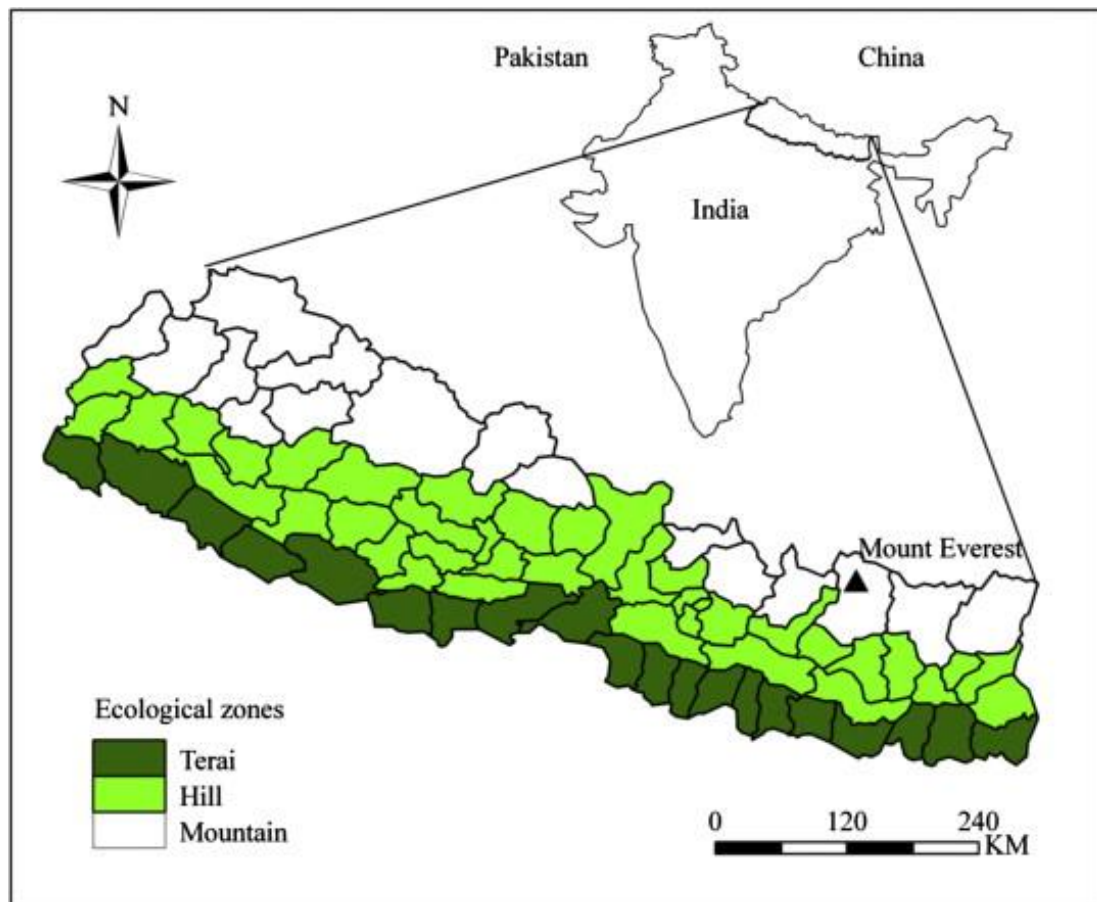 Pakistan
China
N
India
Mount Everest
Ecological zones
Terai
Hill
Mountain
0 120 240
KM